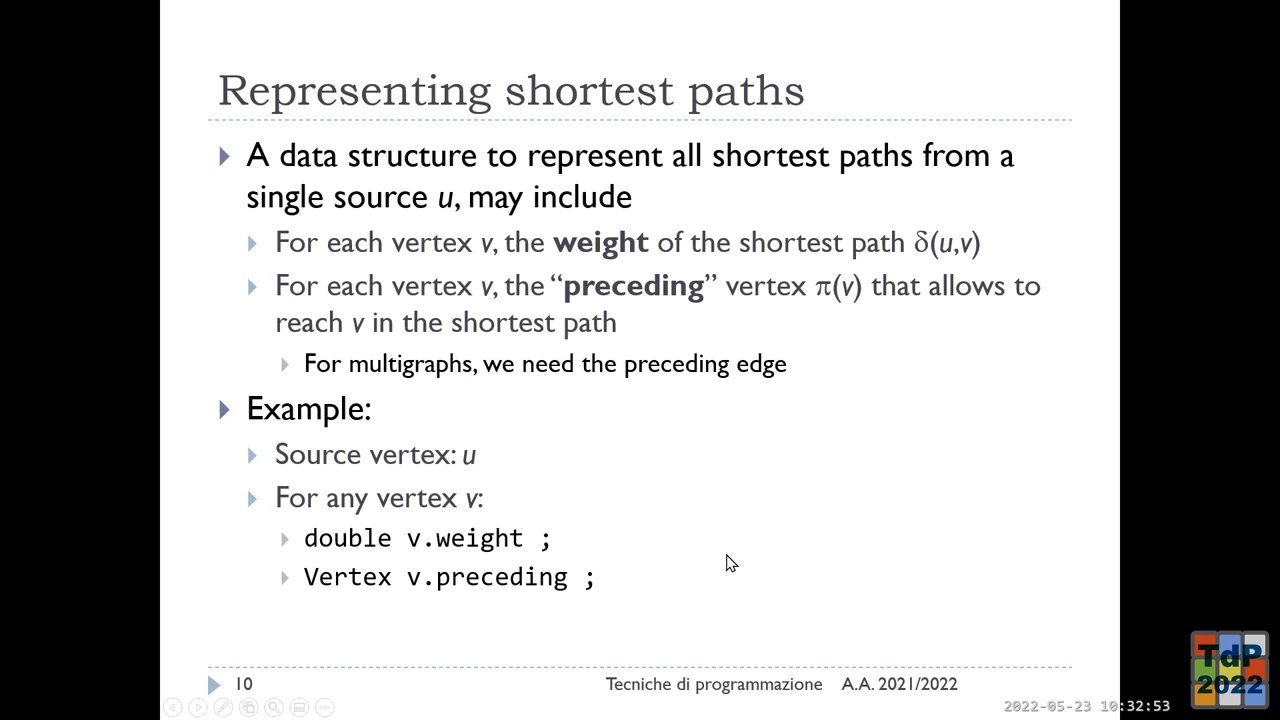 Representing shortest paths
A data structure to represent all shortest paths from a
single source u, may include
For each vertex v, the weight of the shortest path δ(u,v)
For each vertex v, the “preceding” vertex π(v) that allows to
reach v in the shortest path
For multigraphs, we need the preceding edge
Example:
Source vertex: u
For any vertex v:
double v.weight ;
Vertex v.preceding ;
10
Tecniche di programmazione A.A. 2021/2022
TdP
2022
2022-05-23 10:32:53